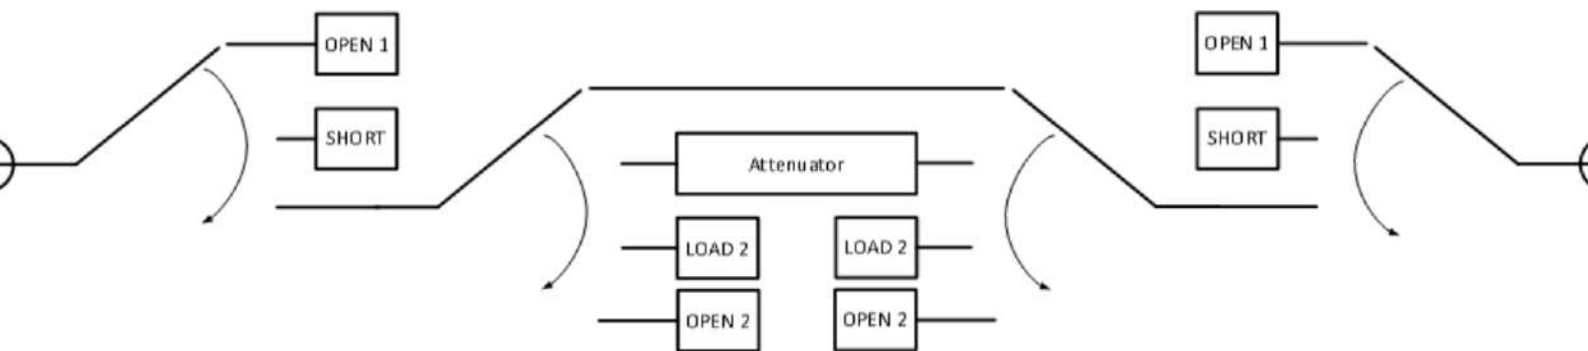 OPEN 1
OPEN 1
SHORT
SHORT
Attenuator
LOAD 2
LOAD 2
OPEN 2
OPEN 2